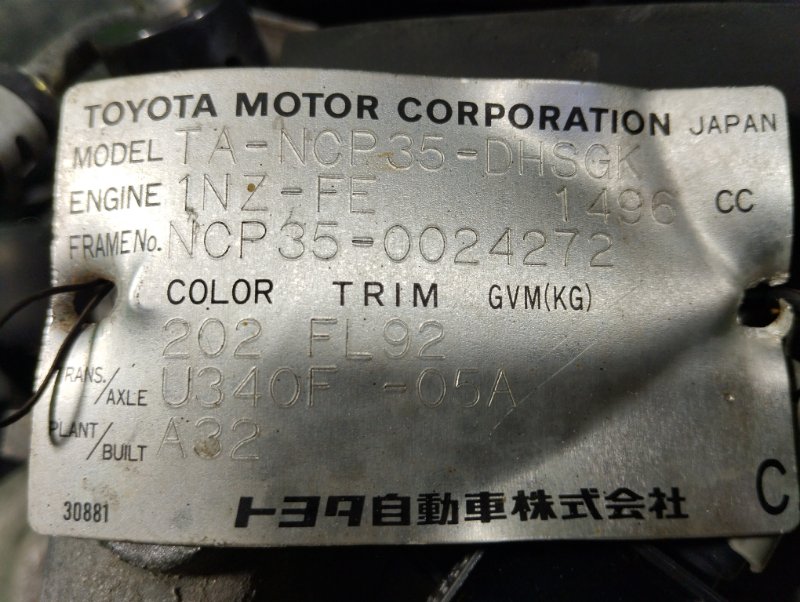 TOYOTA MOTOR CORPORATION JAPAN
MODEL TA-NCP35-DHSGK
ENGINE 1NZ-FE 1496 CC
FRAME No. NCP35-0024272
COLOR TRIM GVM(KG)
202 FL92
TRANS./AXLE U340F -05A
PLANT/BUILT A32
30881 トヨタ自動車株式会社 C